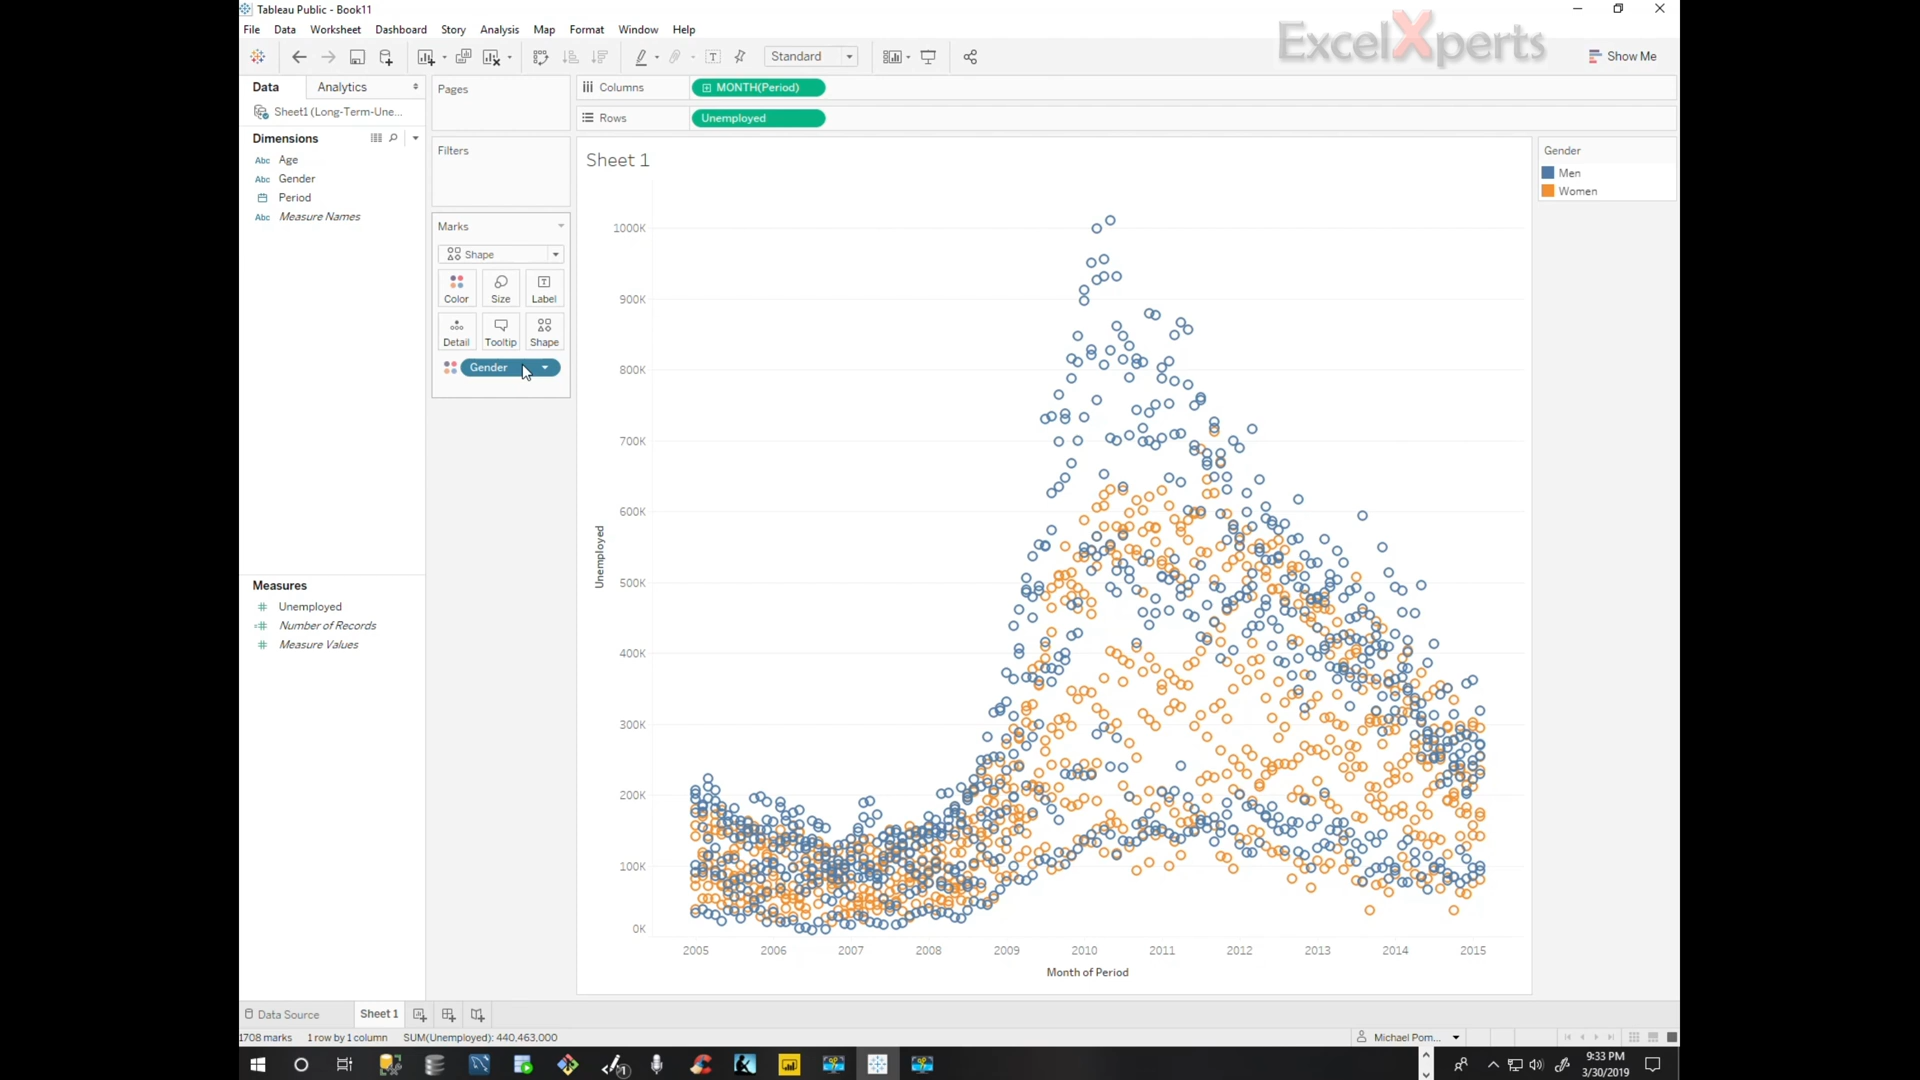 Tableau Public - Book11
File Data Worksheet Dashboard Story Analysis Map Format Window Help
ExcelXperts
Standard
Show Me
Data Analytics
Pages
Columns
MONTH(Period)
Sheet1 (Long-Term-Une...
Rows
Unemployed
Dimensions
Abc Age
Abc Gender
Period
Abc Measure Names
Filters
Marks
Shape
Color Size Label
Detail Tooltip Shape
Gender
Measures
Unemployed
Number of Records
Measure Values
Sheet 1
1000K
900K
800K
700K
600K
500K
400K
300K
200K
100K
0K
Unemployed
2005 2006 2007 2008 2009 2010 2011 2012 2013 2014 2015
Month of Period
Gender
Men
Women
Data Source
Sheet 1
1708 marks 1 row by 1 column SUM(Unemployed): 440,463,000
Michael Pom...
9:33 PM
3/30/2019